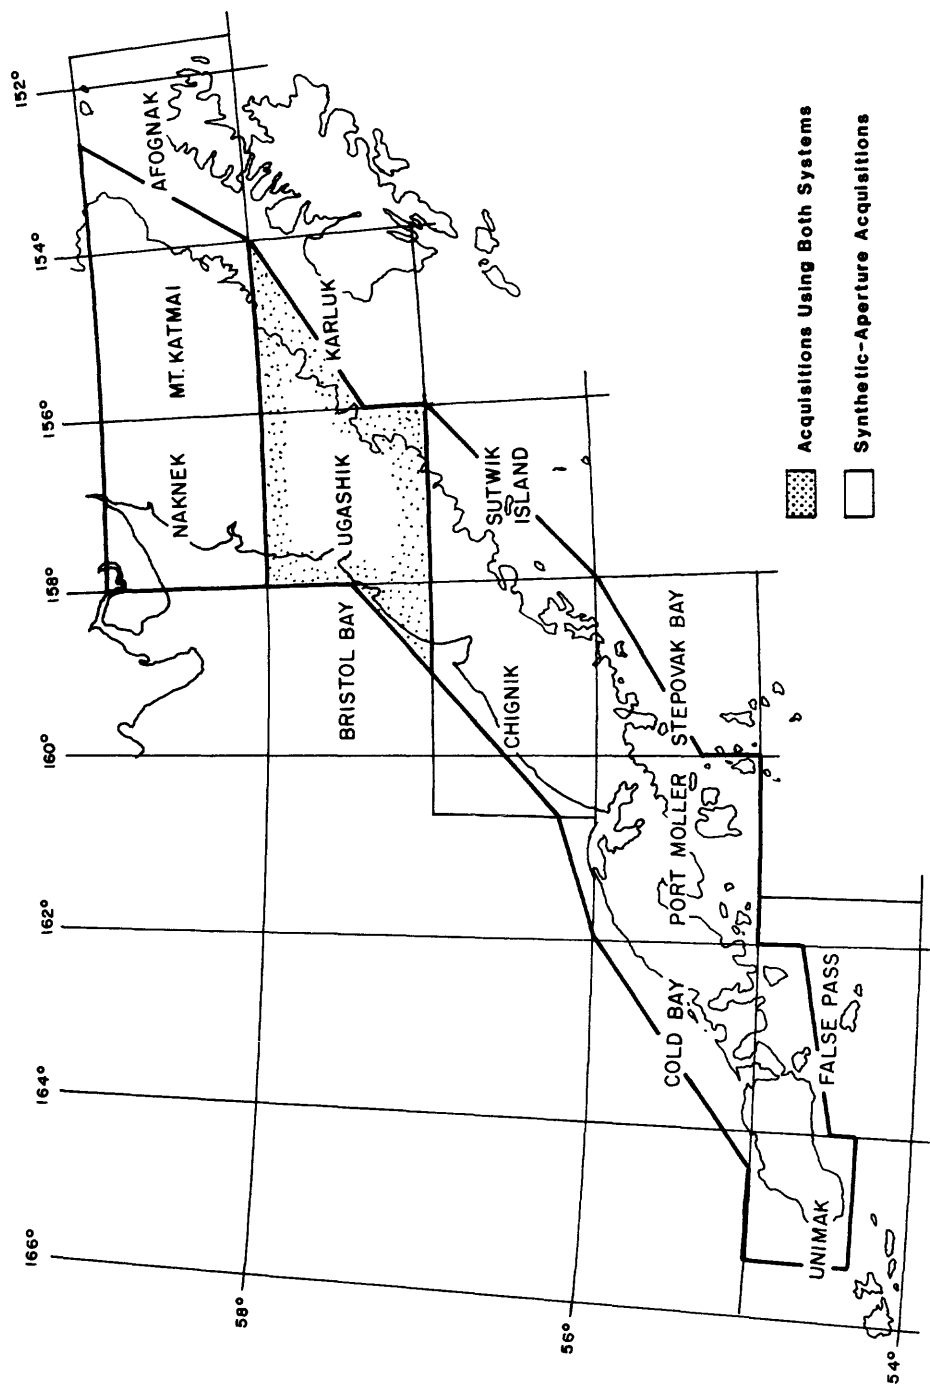 166°
164°
162°
160°
158°
156°
154°
152°
58°
56°
54°
NAKNEK
MT. KATMAI
AFOGNAK
BRISTOL BAY
UGASHIK
KARLUK
CHIGNIK
SUTWIK
ISLAND
COLD BAY
PORT MOLLER
STEPOVAK BAY
UNIMAK
FALSE PASS
Acquisitions Using Both Systems
Synthetic-Aperture Acquisitions